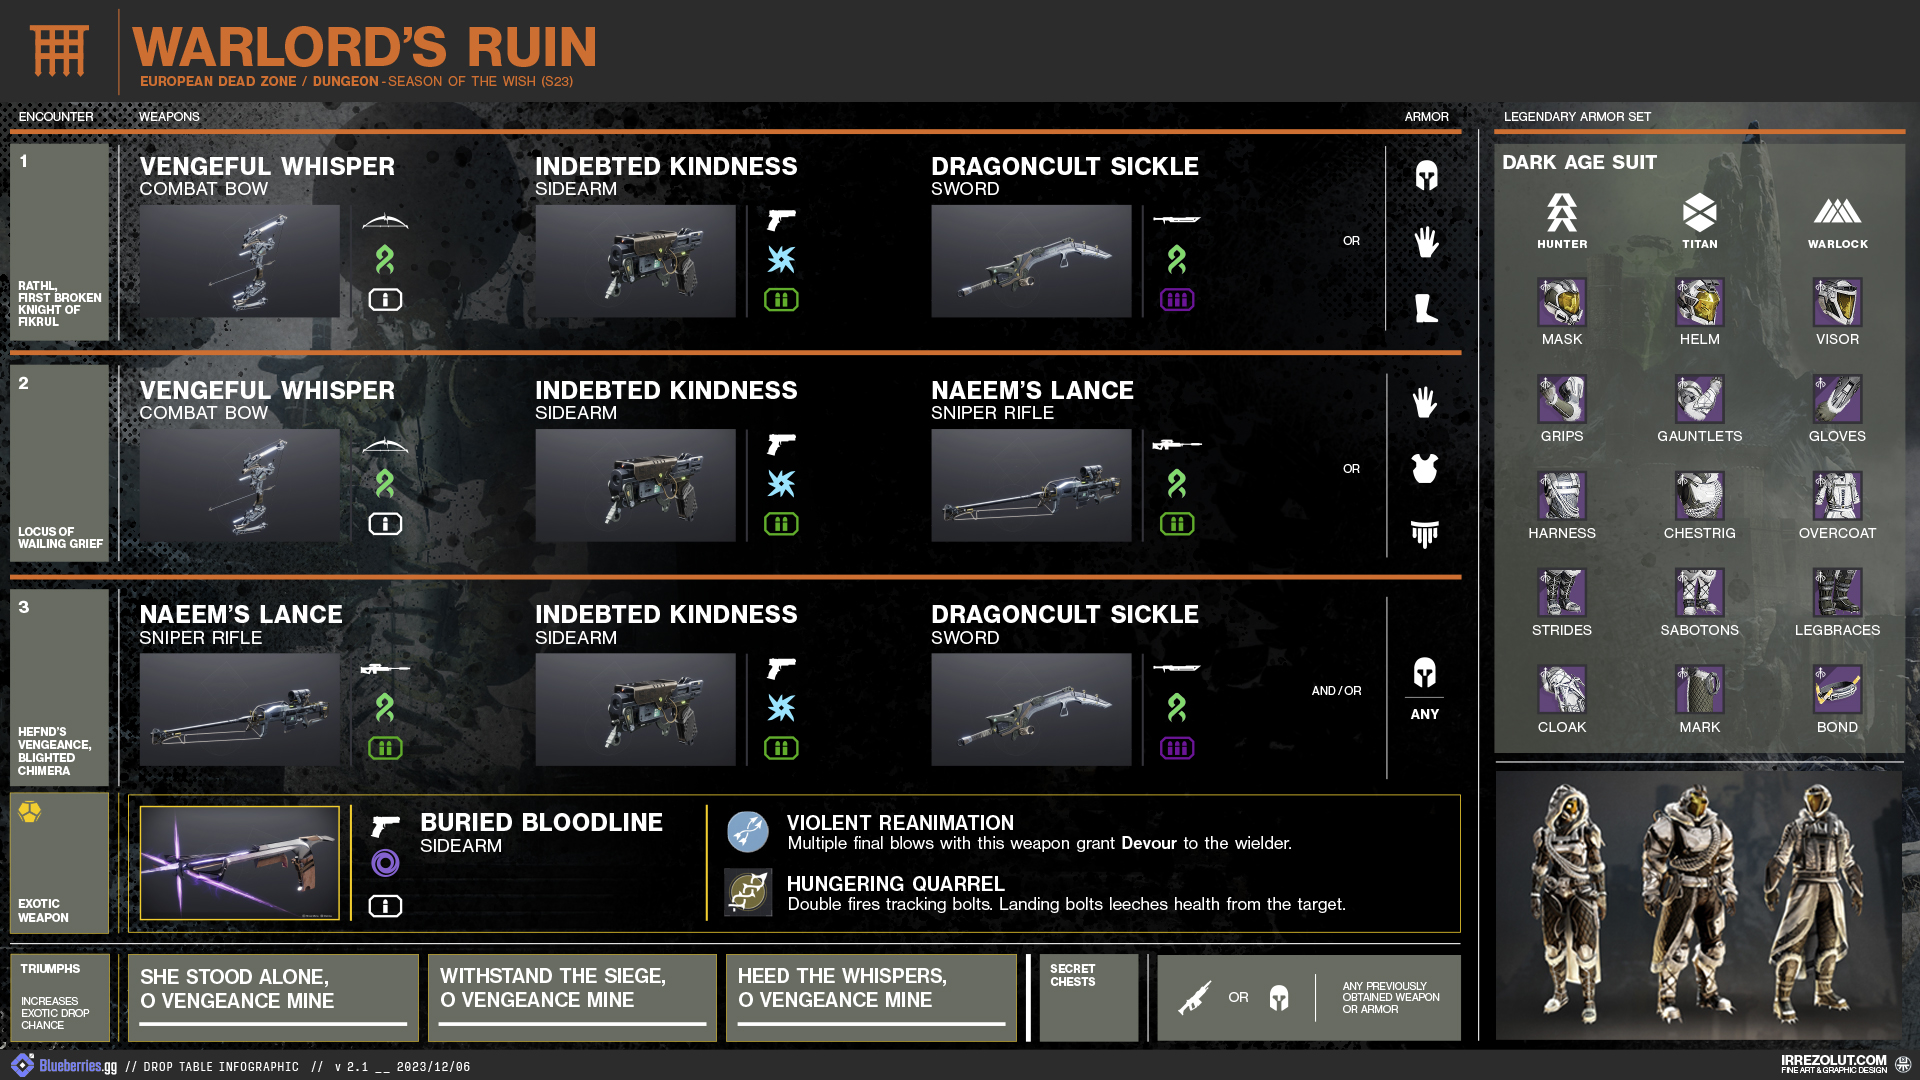 WARLORD'S RUIN
EUROPEAN DEAD ZONE / DUNGEON - SEASON OF THE WISH (S23)
ENCOUNTER
WEAPONS
ARMOR
LEGENDARY ARMOR SET
1
RATHL,
FIRST BROKEN
KNIGHT OF
FIKRUL
VENGEFUL WHISPER
COMBAT BOW
INDEBTED KINDNESS
SIDEARM
DRAGONCULT SICKLE
SWORD
OR
2
LOCUS OF
WAILING GRIEF
VENGEFUL WHISPER
COMBAT BOW
INDEBTED KINDNESS
SIDEARM
NAEEM'S LANCE
SNIPER RIFLE
OR
3
HEFND'S
VENGEANCE,
BLIGHTED
CHIMERA
NAEEM'S LANCE
SNIPER RIFLE
INDEBTED KINDNESS
SIDEARM
DRAGONCULT SICKLE
SWORD
AND/OR
ANY
EXOTIC
WEAPON
BURIED BLOODLINE
SIDEARM
VIOLENT REANIMATION
Multiple final blows with this weapon grant Devour to the wielder.
HUNGERING QUARREL
Double fires tracking bolts. Landing bolts leeches health from the target.
TRIUMPHS
INCREASES
EXOTIC DROP
CHANCE
SHE STOOD ALONE,
O VENGEANCE MINE
WITHSTAND THE SIEGE,
O VENGEANCE MINE
HEED THE WHISPERS,
O VENGEANCE MINE
SECRET
CHESTS
OR
ANY PREVIOUSLY
OBTAINED WEAPON
OR ARMOR
DARK AGE SUIT
HUNTER
TITAN
WARLOCK
MASK
HELM
VISOR
GRIPS
GAUNTLETS
GLOVES
HARNESS
CHESTRIG
OVERCOAT
STRIDES
SABOTONS
LEGBRACES
CLOAK
MARK
BOND
Blueberries.gg // DROP TABLE INFOGRAPHIC // v 2.1 __ 2023/12/06
IRREZOLUT.COM
FINE ART & GRAPHIC DESIGN